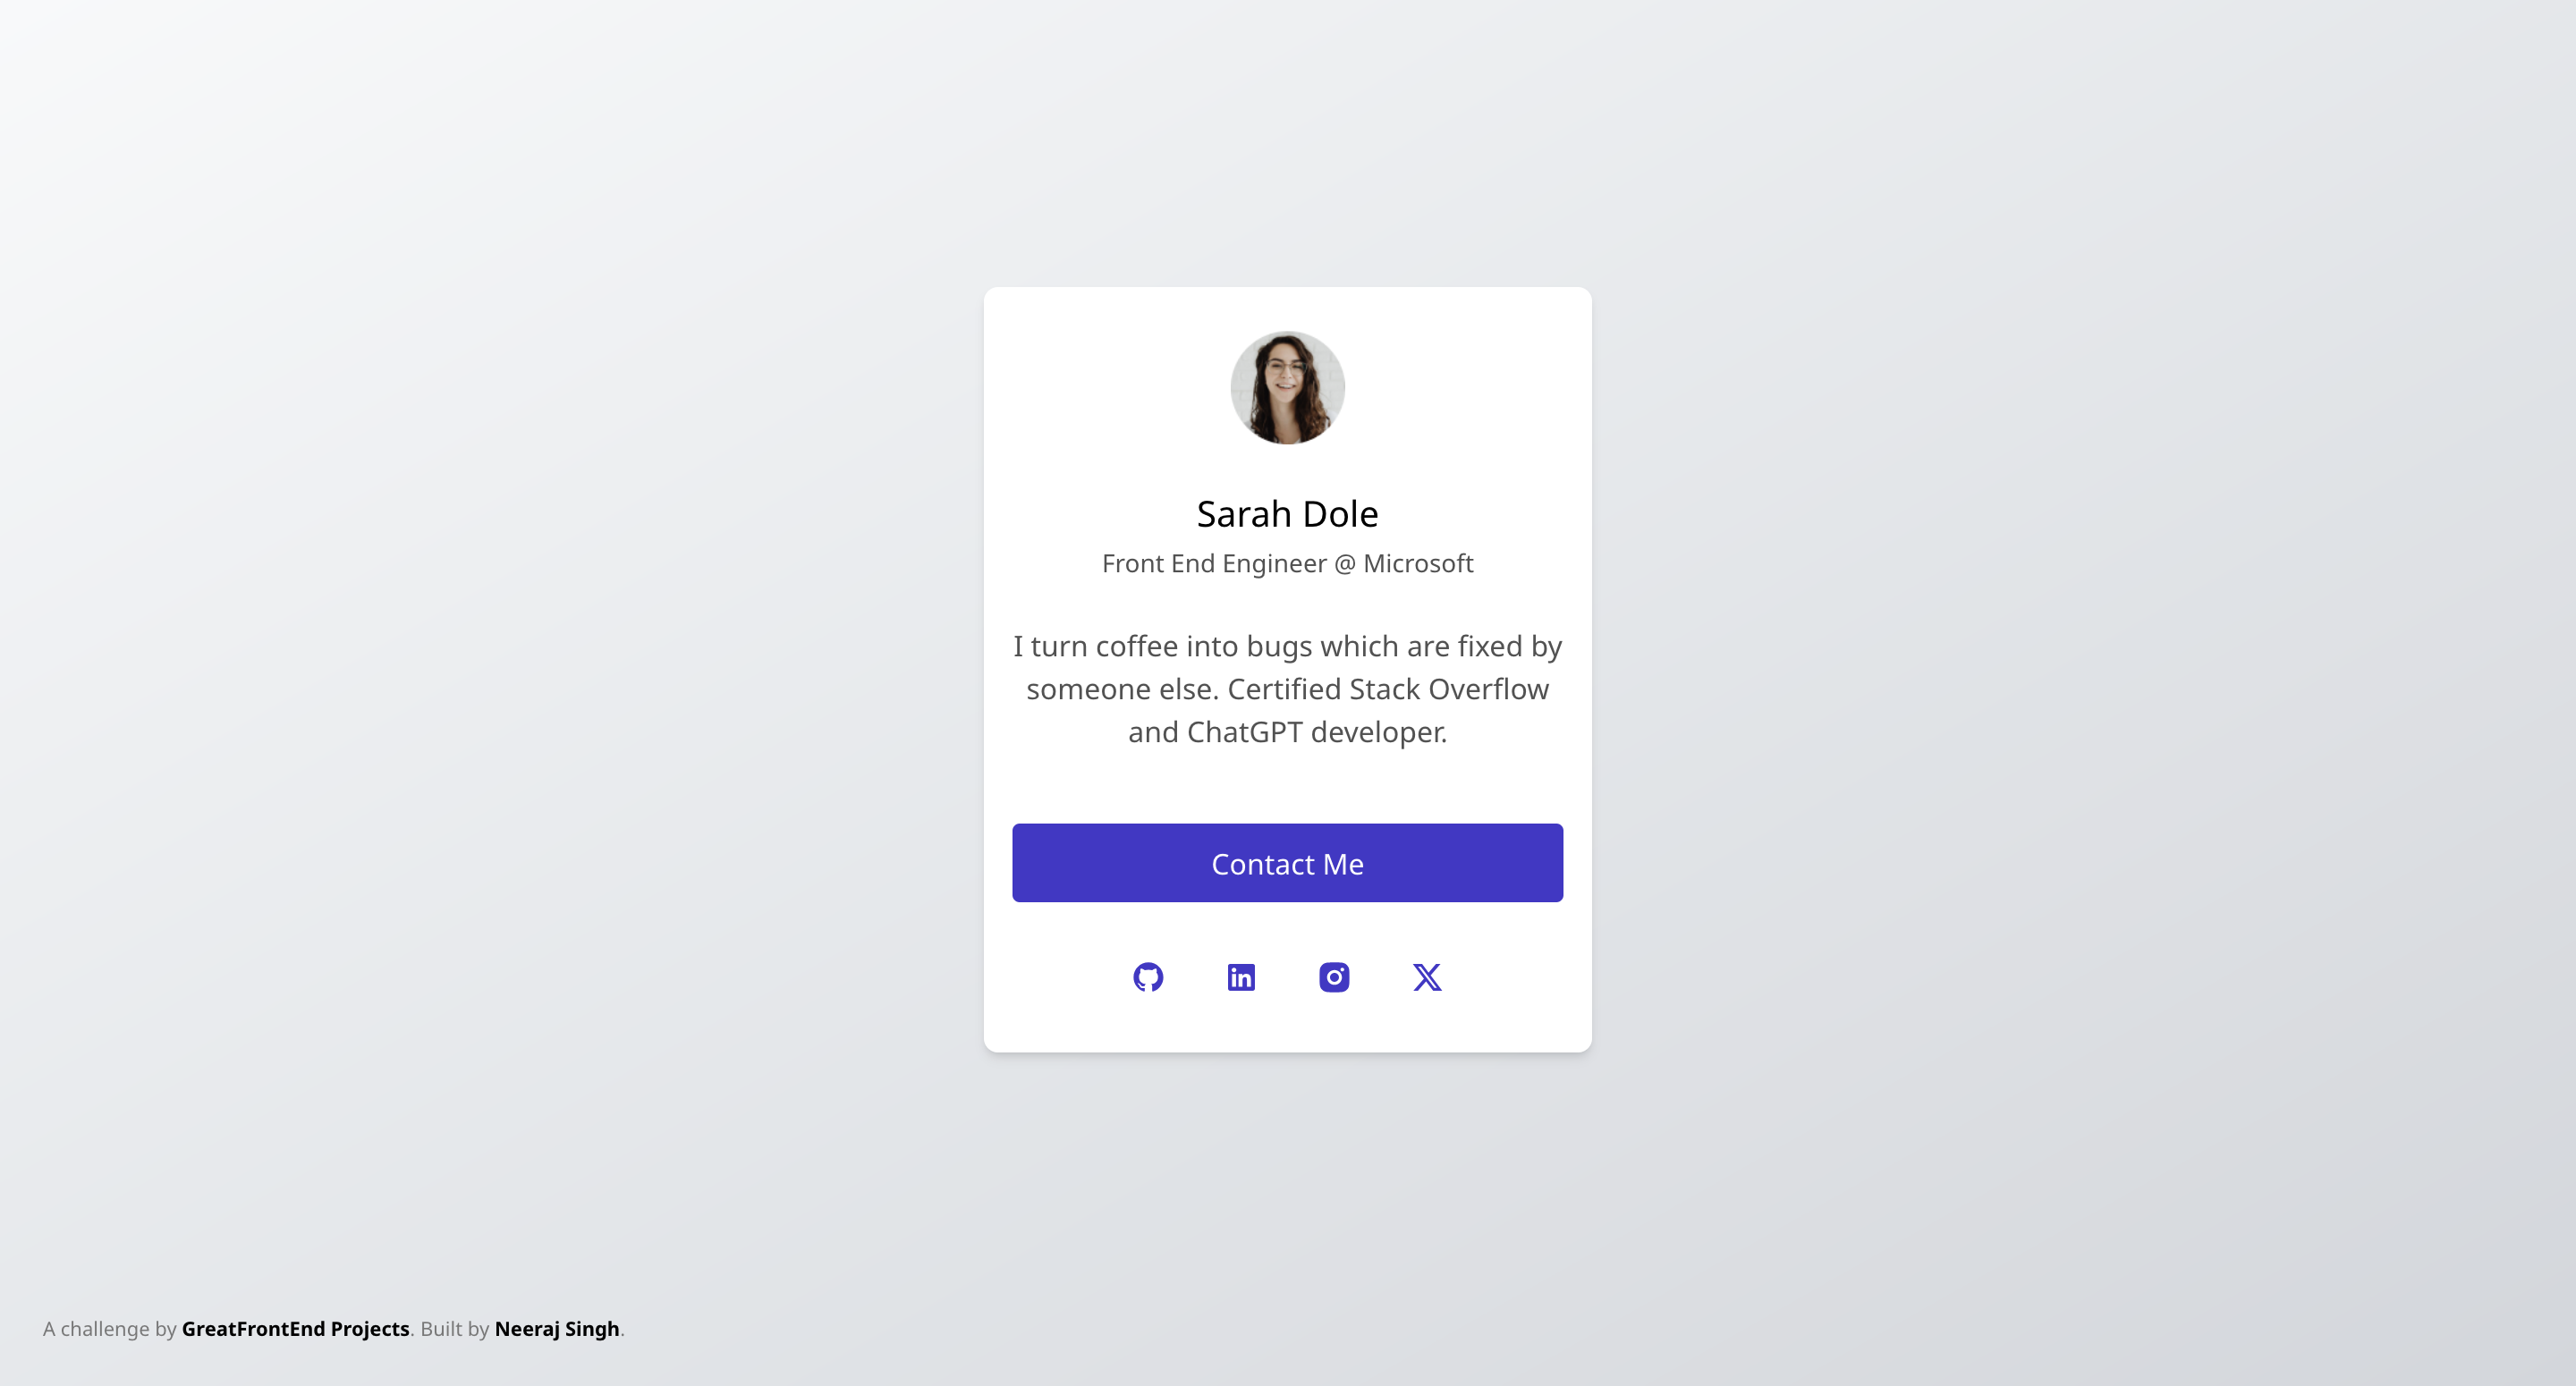 Sarah Dole
Front End Engineer @ Microsoft
I turn coffee into bugs which are fixed by
someone else. Certified Stack Overflow
and ChatGPT developer.
Contact Me
A challenge by GreatFrontEnd Projects. Built by Neeraj Singh.